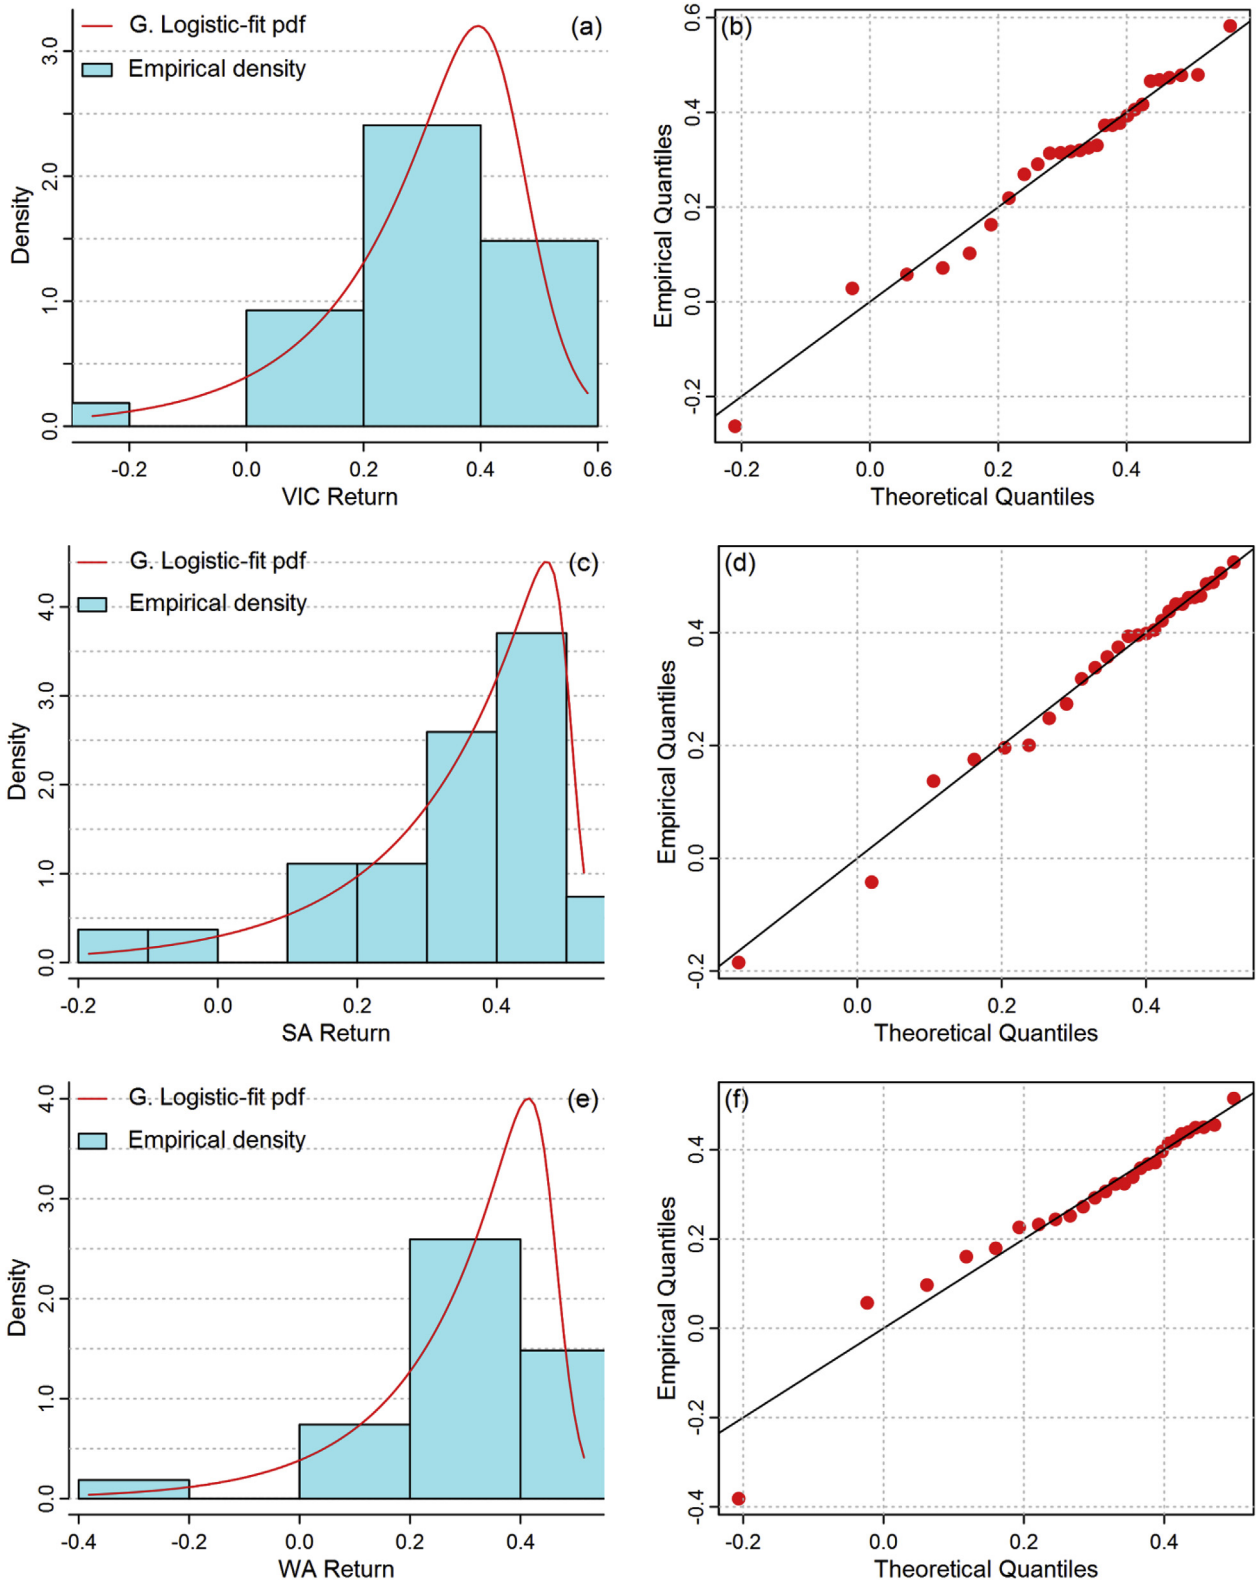 G. Logistic-fit pdf
Empirical density
(a)
Density
0.0 1.0 2.0 3.0
-0.2 0.0 0.2 0.4 0.6
VIC Return
(b)
Empirical Quantiles
-0.2 0.0 0.2 0.4 0.6
-0.2 0.0 0.2 0.4
Theoretical Quantiles
G. Logistic-fit pdf
Empirical density
(c)
Density
0.0 1.0 2.0 3.0 4.0
-0.2 0.0 0.2 0.4
SA Return
(d)
Empirical Quantiles
-0.2 0.0 0.2 0.4
0.0 0.2 0.4
Theoretical Quantiles
G. Logistic-fit pdf
Empirical density
(e)
Density
0.0 1.0 2.0 3.0 4.0
-0.4 -0.2 0.0 0.2 0.4
WA Return
(f)
Empirical Quantiles
-0.4 -0.2 0.0 0.2 0.4
-0.2 0.0 0.2 0.4
Theoretical Quantiles